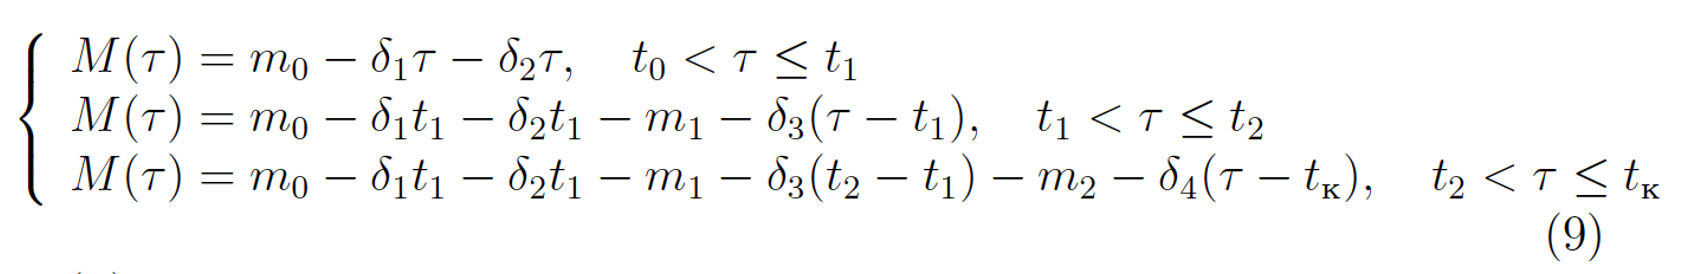 M(τ) = m₀ − δ₁τ − δ₂τ, t₀ < τ ≤ t₁
M(τ) = m₀ − δ₁t₁ − δ₂t₁ − m₁ − δ₃(τ − t₁), t₁ < τ ≤ t₂
M(τ) = m₀ − δ₁t₁ − δ₂t₁ − m₁ − δ₃(t₂ − t₁) − m₂ − δ₄(τ − tк), t₂ < τ ≤ tк
(9)